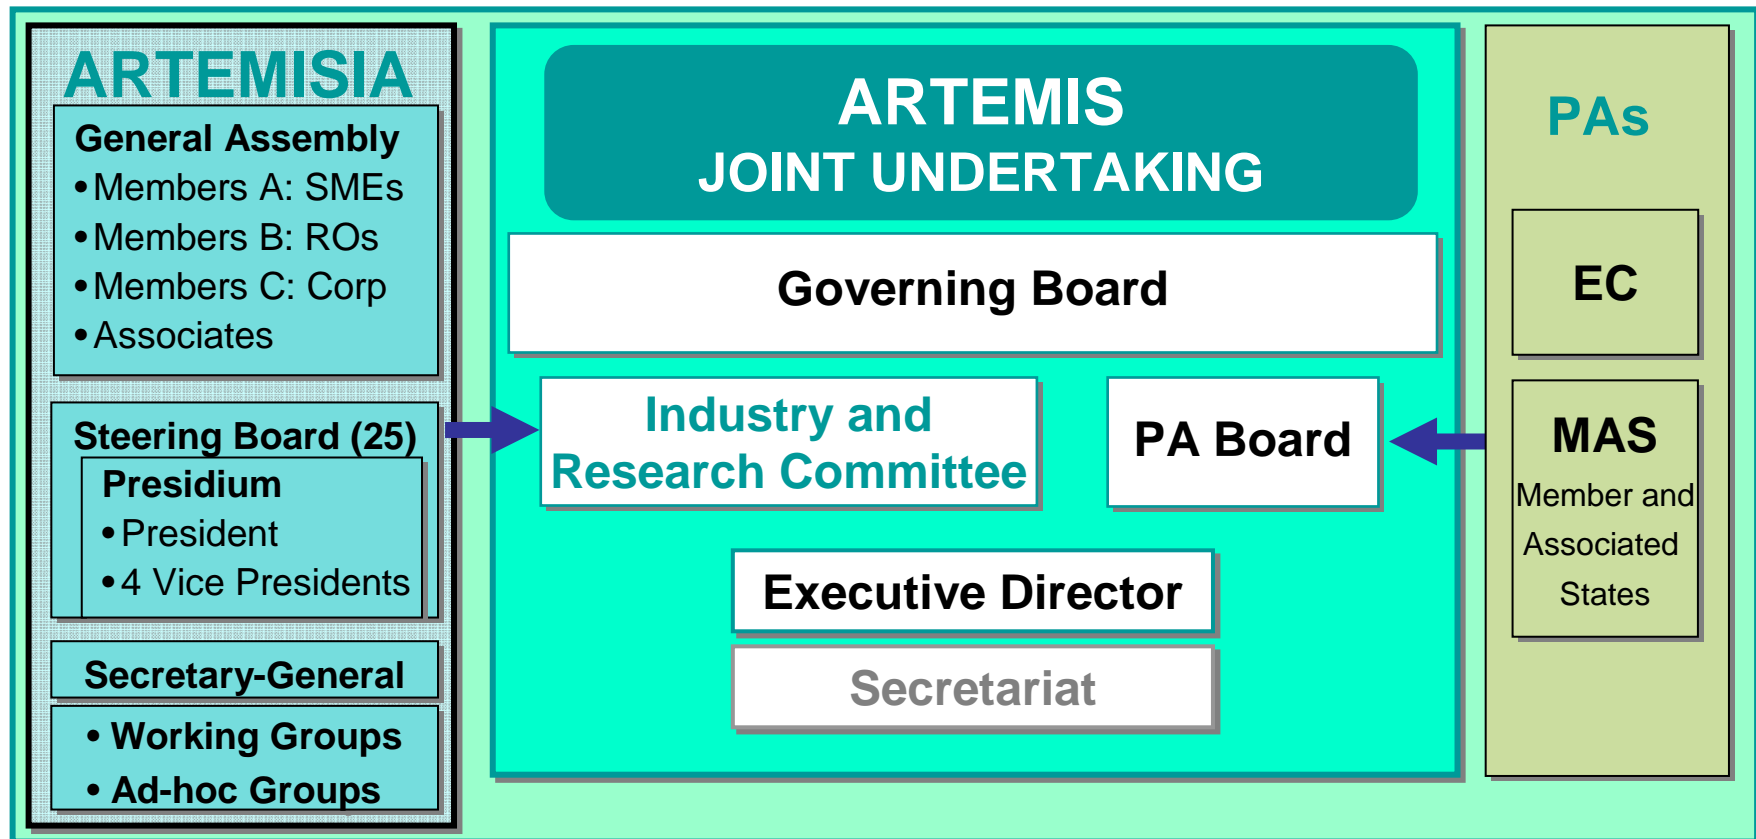 ARTEMISIA
General Assembly
• Members A: SMEs
• Members B: ROs
• Members C: Corp
• Associates
Steering Board (25)
Presidium
• President
• 4 Vice Presidents
Secretary-General
• Working Groups
• Ad-hoc Groups
ARTEMIS
JOINT UNDERTAKING
Governing Board
Industry and
Research Committee
PA Board
Executive Director
Secretariat
PAs
EC
MAS
Member and
Associated
States